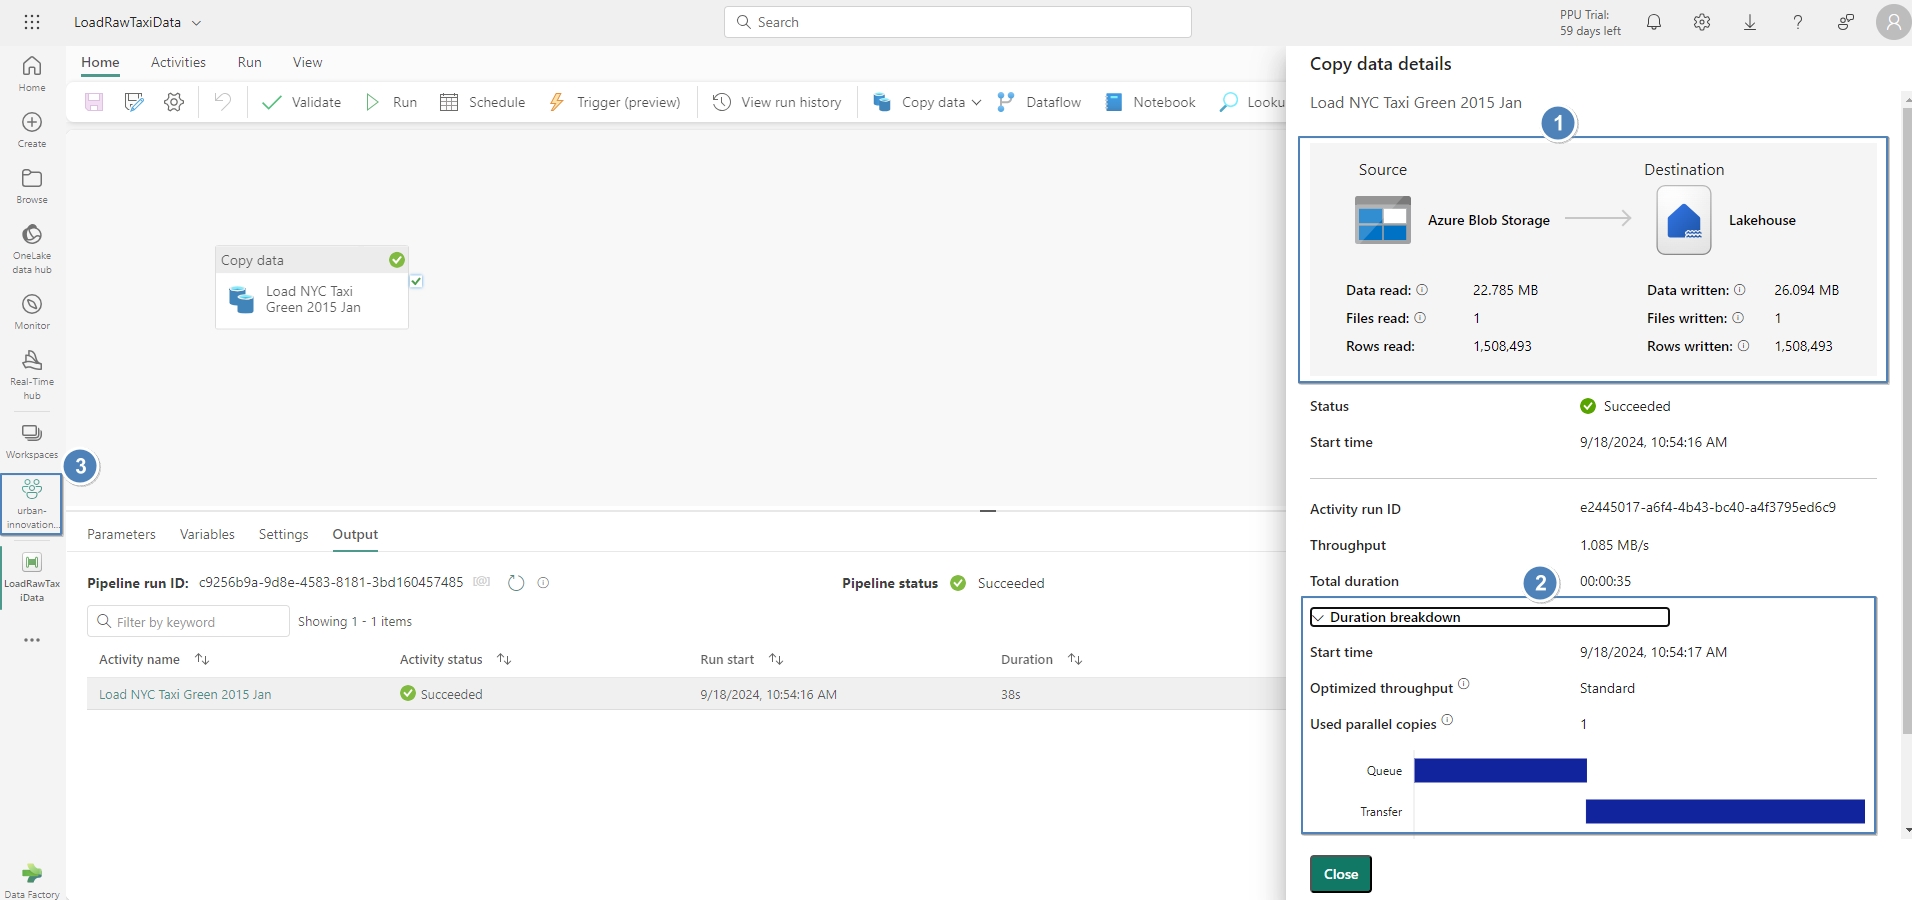 LoadRawTaxiData
Search
PPU Trial:
59 days left
Home
Create
Browse
OneLake
data hub
Monitor
Real-Time
hub
Workspaces
3
urban-
innovation...
LoadRawTax
iData
Data Factory
Home Activities Run View
Validate Run Schedule Trigger (preview) View run history Copy data Dataflow Notebook Looku
Copy data
Load NYC Taxi
Green 2015 Jan
Parameters Variables Settings Output
Pipeline run ID: c9256b9a-9d8e-4583-8181-3bd160457485 Pipeline status Succeeded
Filter by keyword Showing 1 - 1 items
Activity name Activity status Run start Duration
Load NYC Taxi Green 2015 Jan Succeeded 9/18/2024, 10:54:16 AM 38s
Copy data details
Load NYC Taxi Green 2015 Jan
1
Source Destination
Azure Blob Storage Lakehouse
Data read: 22.785 MB Data written: 26.094 MB
Files read: 1 Files written: 1
Rows read: 1,508,493 Rows written: 1,508,493
Status Succeeded
Start time 9/18/2024, 10:54:16 AM
Activity run ID e2445017-a6f4-4b43-bc40-a4f3795ed6c9
Throughput 1.085 MB/s
Total duration 00:00:35
2
Duration breakdown
Start time 9/18/2024, 10:54:17 AM
Optimized throughput Standard
Used parallel copies 1
Queue
Transfer
Close